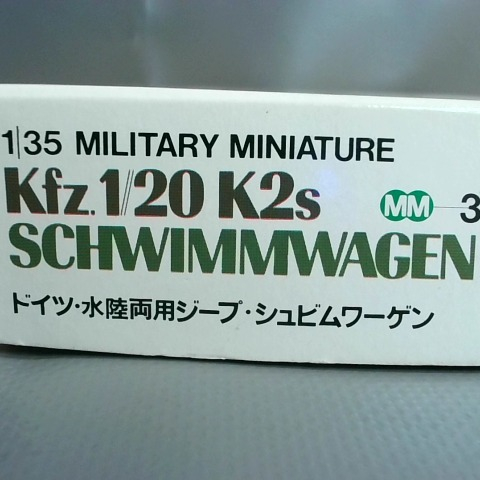 1/35 MILITARY MINIATURE
Kfz.1/20 K2s MM 3
SCHWIMMWAGEN
ドイツ・水陸両用ジープ・シュビムワーゲン